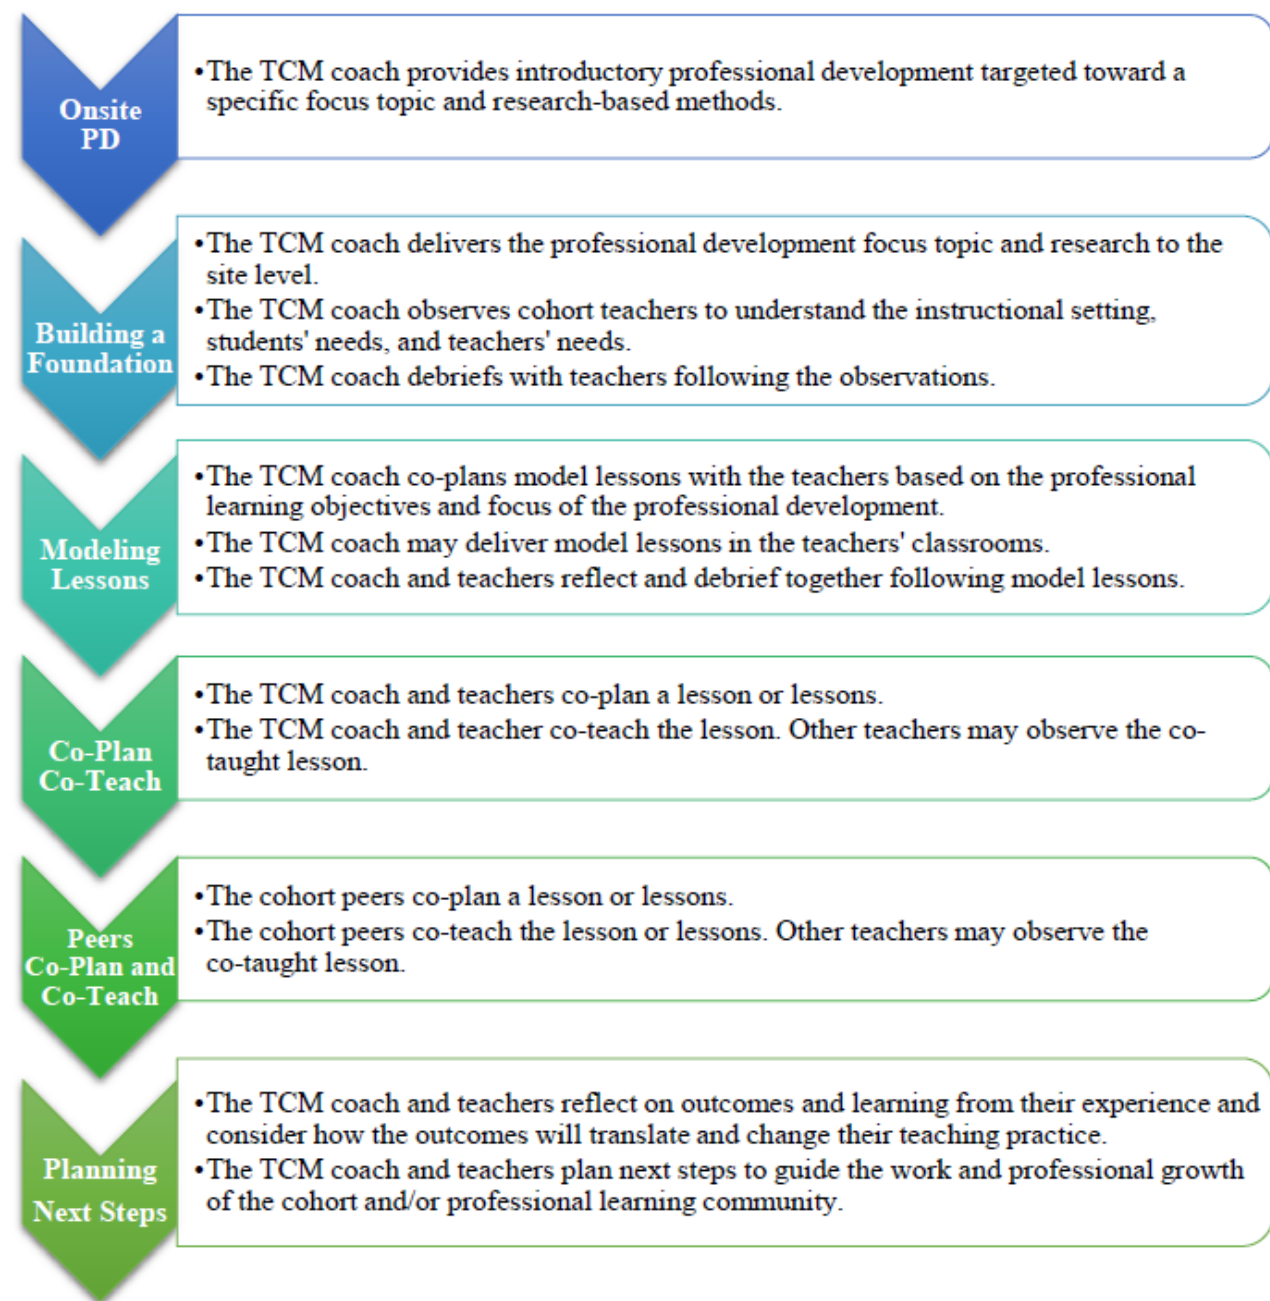 Onsite
PD
•The TCM coach provides introductory professional development targeted toward a
specific focus topic and research-based methods.
Building a
Foundation
•The TCM coach delivers the professional development focus topic and research to the
site level.
•The TCM coach observes cohort teachers to understand the instructional setting,
students' needs, and teachers' needs.
•The TCM coach debriefs with teachers following the observations.
Modeling
Lessons
•The TCM coach co-plans model lessons with the teachers based on the professional
learning objectives and focus of the professional development.
•The TCM coach may deliver model lessons in the teachers' classrooms.
•The TCM coach and teachers reflect and debrief together following model lessons.
Co-Plan
Co-Teach
•The TCM coach and teachers co-plan a lesson or lessons.
•The TCM coach and teacher co-teach the lesson. Other teachers may observe the co-
taught lesson.
Peers
Co-Plan and
Co-Teach
•The cohort peers co-plan a lesson or lessons.
•The cohort peers co-teach the lesson or lessons. Other teachers may observe the
co-taught lesson.
Planning
Next Steps
•The TCM coach and teachers reflect on outcomes and learning from their experience and
consider how the outcomes will translate and change their teaching practice.
•The TCM coach and teachers plan next steps to guide the work and professional growth
of the cohort and/or professional learning community.